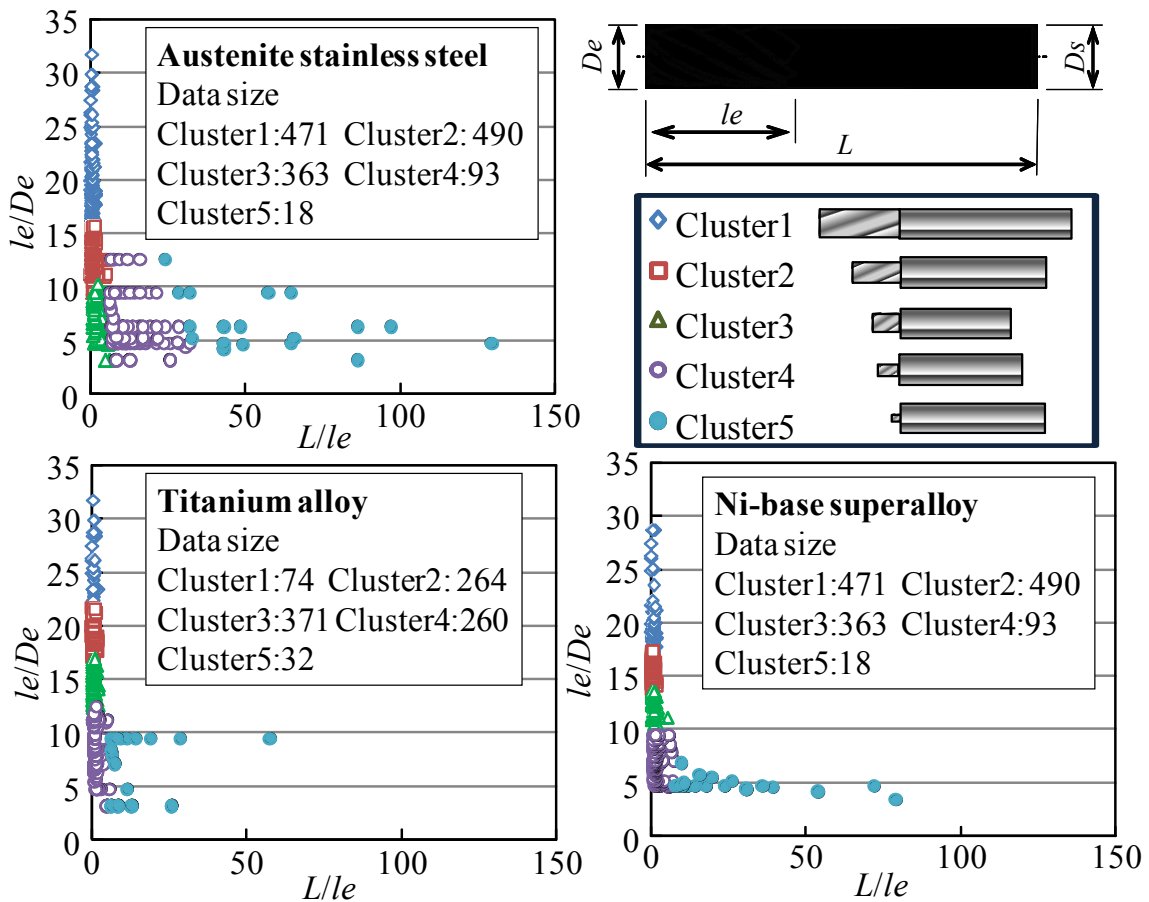 35
30
25
20
15
10
5
0
le/De
Austenite stainless steel
Data size
Cluster1:471 Cluster2: 490
Cluster3:363 Cluster4:93
Cluster5:18
0 50 100 150
L/le
De
Ds
le
L
Cluster1
Cluster2
Cluster3
Cluster4
Cluster5
35
30
25
20
15
10
5
0
le/De
Titanium alloy
Data size
Cluster1:74 Cluster2: 264
Cluster3:371 Cluster4:260
Cluster5:32
0 50 100 150
L/le
35
30
25
20
15
10
5
0
le/De
Ni-base superalloy
Data size
Cluster1:471 Cluster2: 490
Cluster3:363 Cluster4:93
Cluster5:18
0 50 100 150
L/le